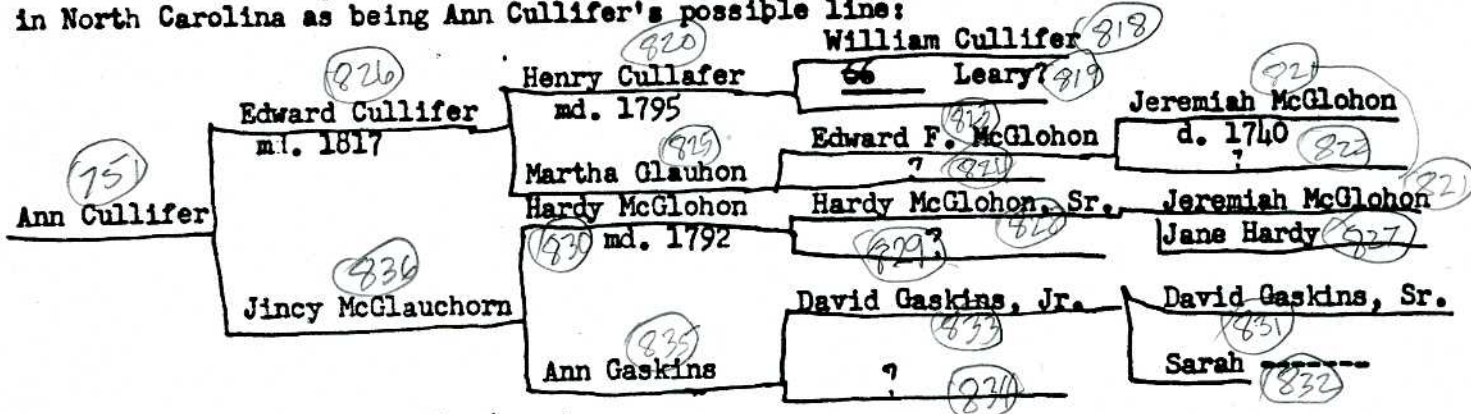 in North Carolina as being Ann Cullifer's possible line:
William Cullifer 818
820
Henry Cullafer
Leary? 819
826
821
Edward Cullifer
md. 1795
Jeremiah McGlohon
md. 1817
Edward F. McGlohon
d. 1740
825
?
822
751
Martha Glauhon
?
821
Ann Cullifer
Hardy McGlohon
Hardy McGlohon, Sr.
Jeremiah McGlohon
830 md. 1792
828
Jane Hardy 827
829?
836
Jincy McGlauchorn
David Gaskins, Jr.
David Gaskins, Sr.
833
831
835
Ann Gaskins
?
Sarah --------
834
832